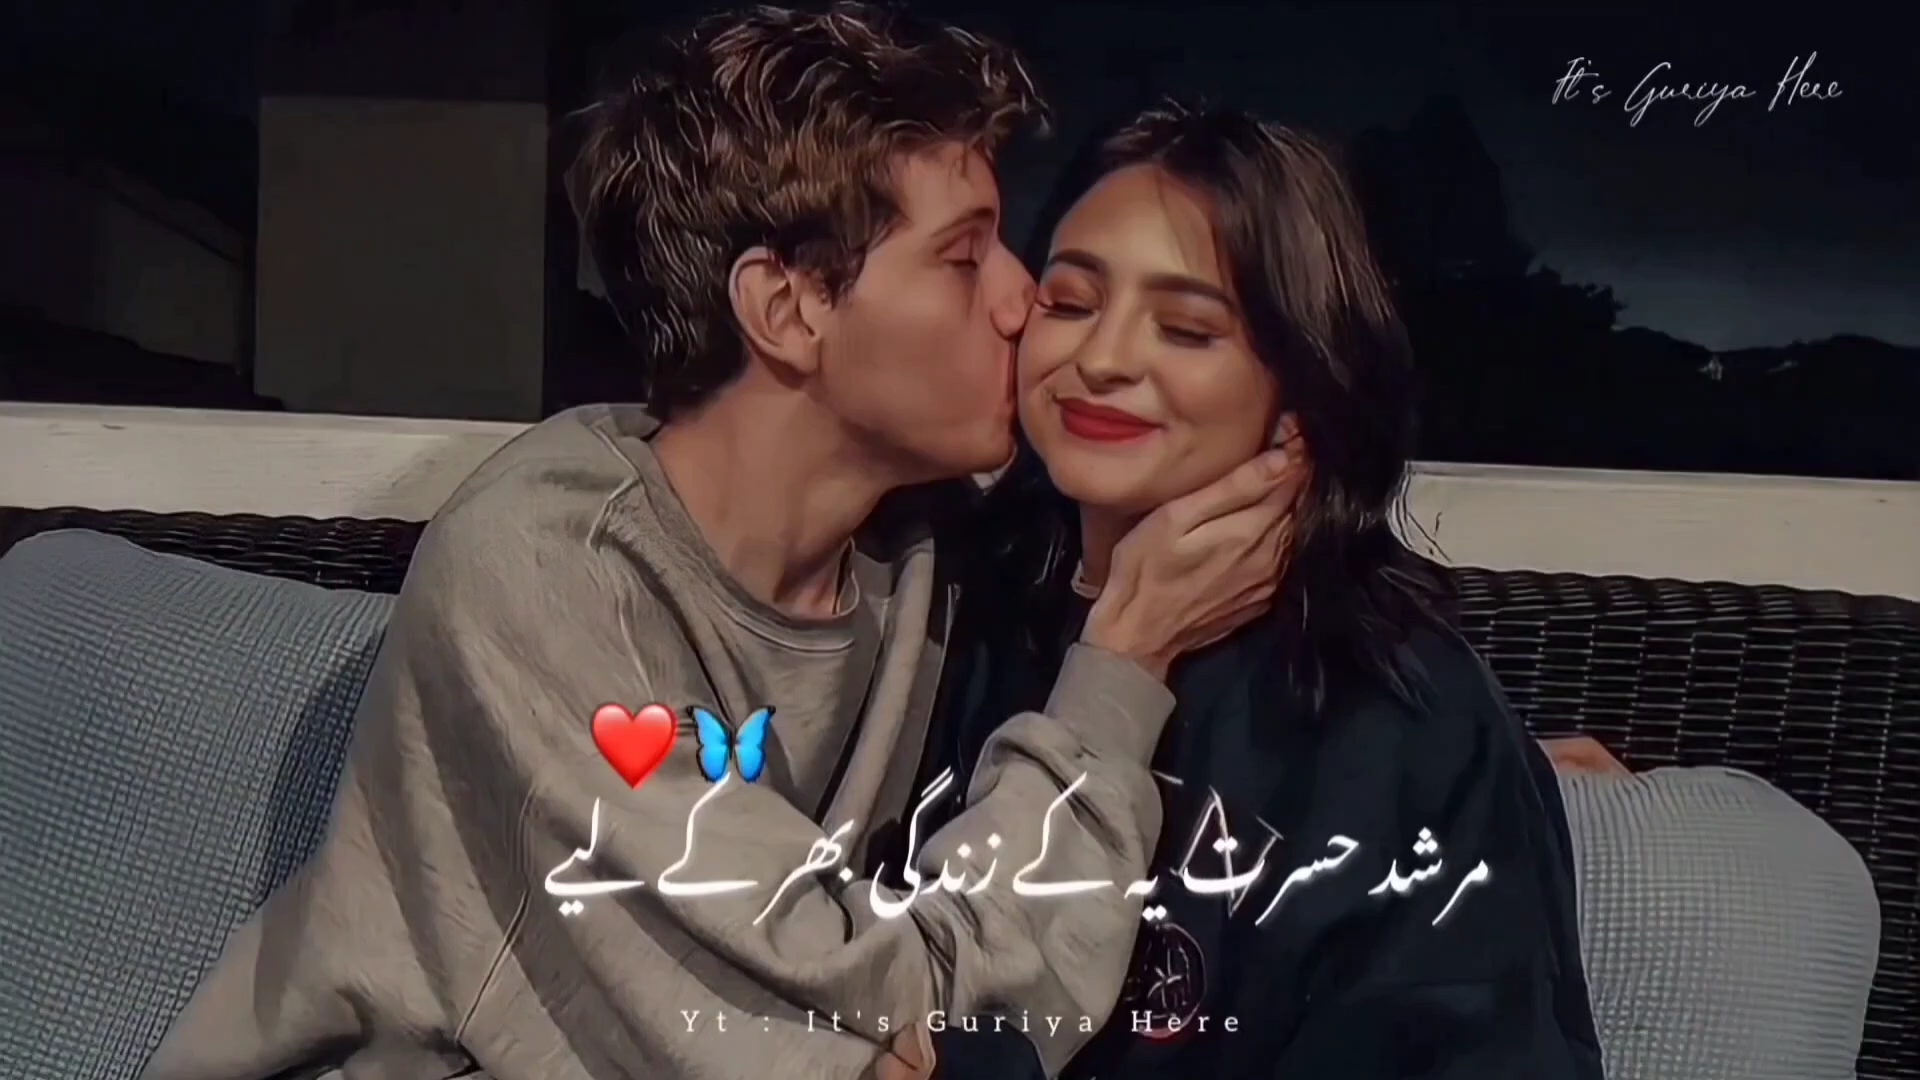 It's Guriya Here
❤️🦋
مرشد حسرت یہ کے زندگی بھر کے لیے
Yt : It's Guriya Here